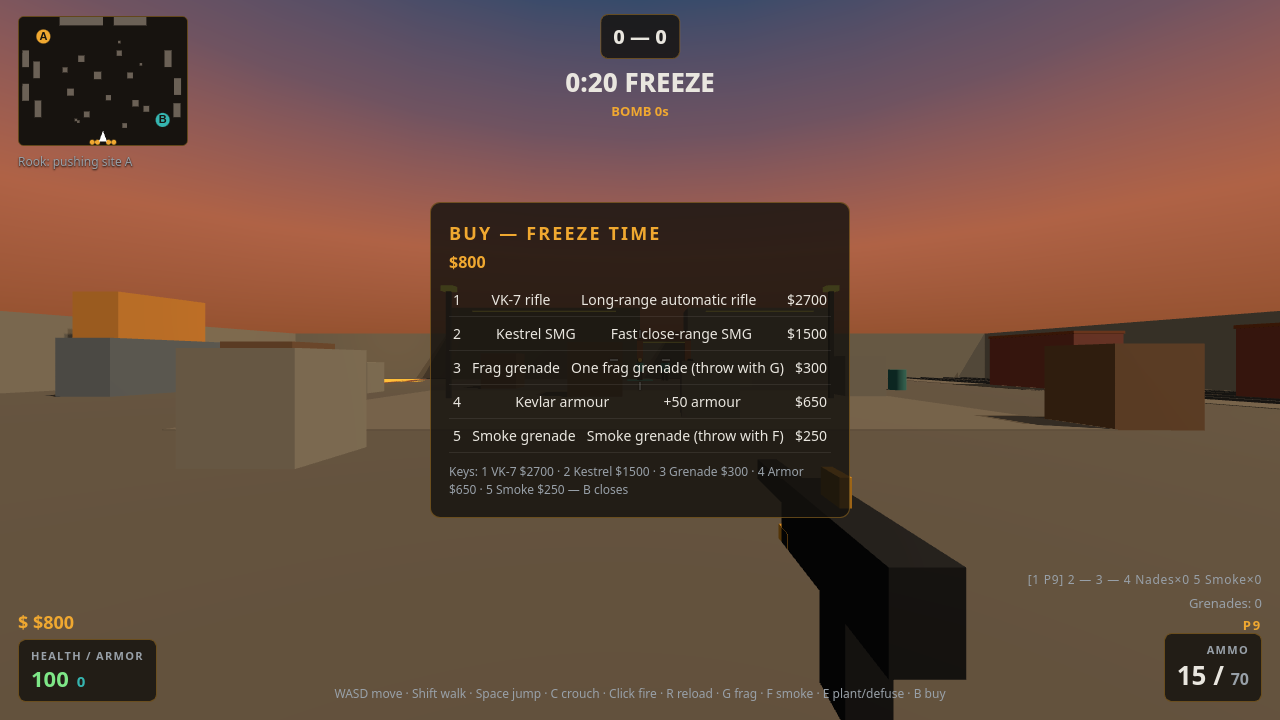 A
B
Rook: pushing site A
0 — 0
0:20 FREEZE
BOMB 0s
BUY — FREEZE TIME
$800
1 VK-7 rifle Long-range automatic rifle $2700
2 Kestrel SMG Fast close-range SMG $1500
3 Frag grenade One frag grenade (throw with G) $300
4 Kevlar armour +50 armour $650
5 Smoke grenade Smoke grenade (throw with F) $250
Keys: 1 VK-7 $2700 · 2 Kestrel $1500 · 3 Grenade $300 · 4 Armor
$650 · 5 Smoke $250 — B closes
[1 P9] 2 — 3 — 4 Nades×0 5 Smoke×0
Grenades: 0
P9
AMMO
15 / 70
$ $800
HEALTH / ARMOR
100 0
WASD move · Shift walk · Space jump · C crouch · Click fire · R reload · G frag · F smoke · E plant/defuse · B buy